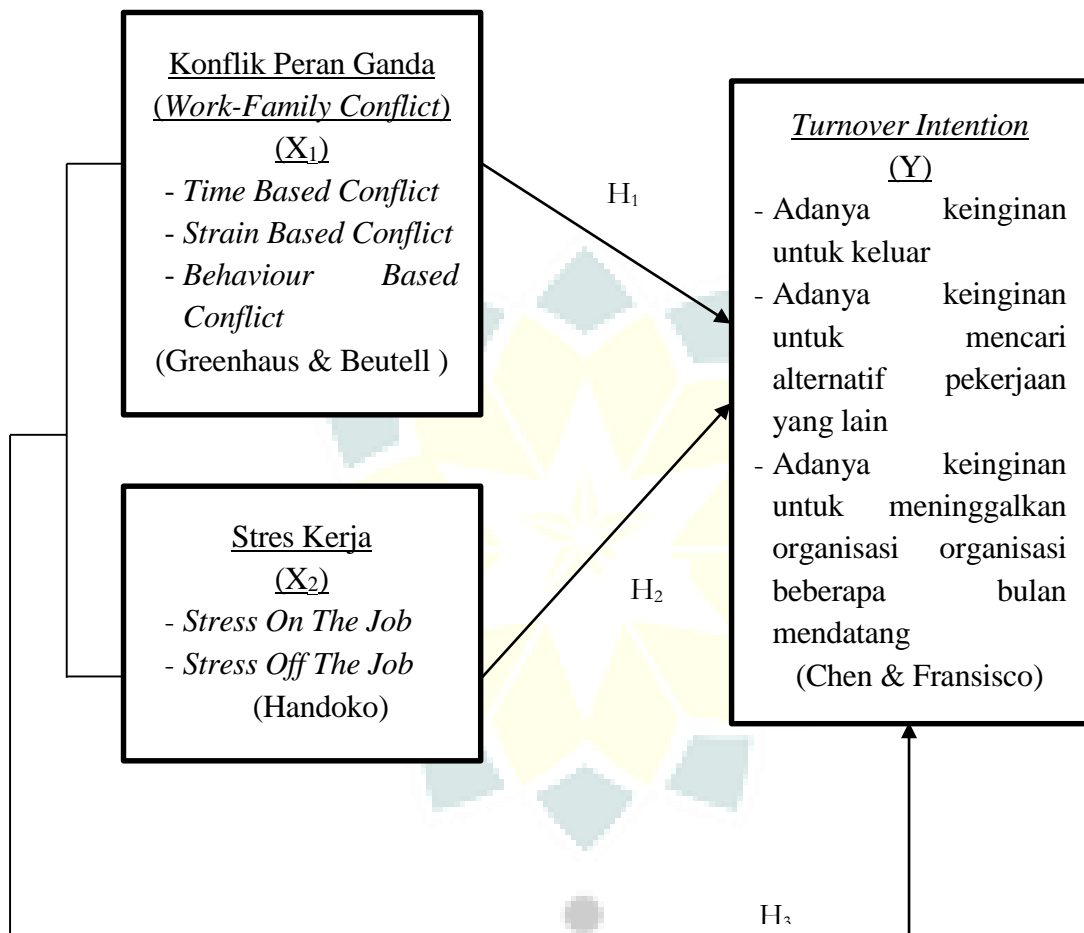 Konflik Peran Ganda
(Work-Family Conflict)
(X₁)
- Time Based Conflict
- Strain Based Conflict
- Behaviour Based
Conflict
(Greenhaus & Beutell )
H₁
Stres Kerja
(X₂)
- Stress On The Job
- Stress Off The Job
(Handoko)
H₂
Turnover Intention
(Y)
- Adanya keinginan
untuk keluar
- Adanya keinginan
untuk mencari
alternatif pekerjaan
yang lain
- Adanya keinginan
untuk meninggalkan
organisasi organisasi
beberapa bulan
mendatang
(Chen & Fransisco)
H₃